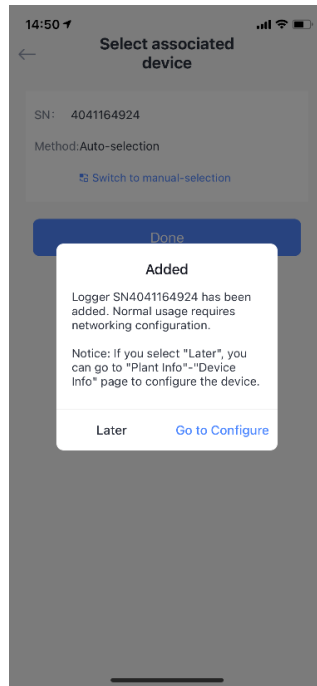 14:50
Select associated
device
SN: 4041164924
Method:Auto-selection
Switch to manual-selection
Done
Added
Logger SN4041164924 has been
added. Normal usage requires
networking configuration.
Notice: If you select "Later", you
can go to "Plant Info"-"Device
Info" page to configure the device.
Later Go to Configure